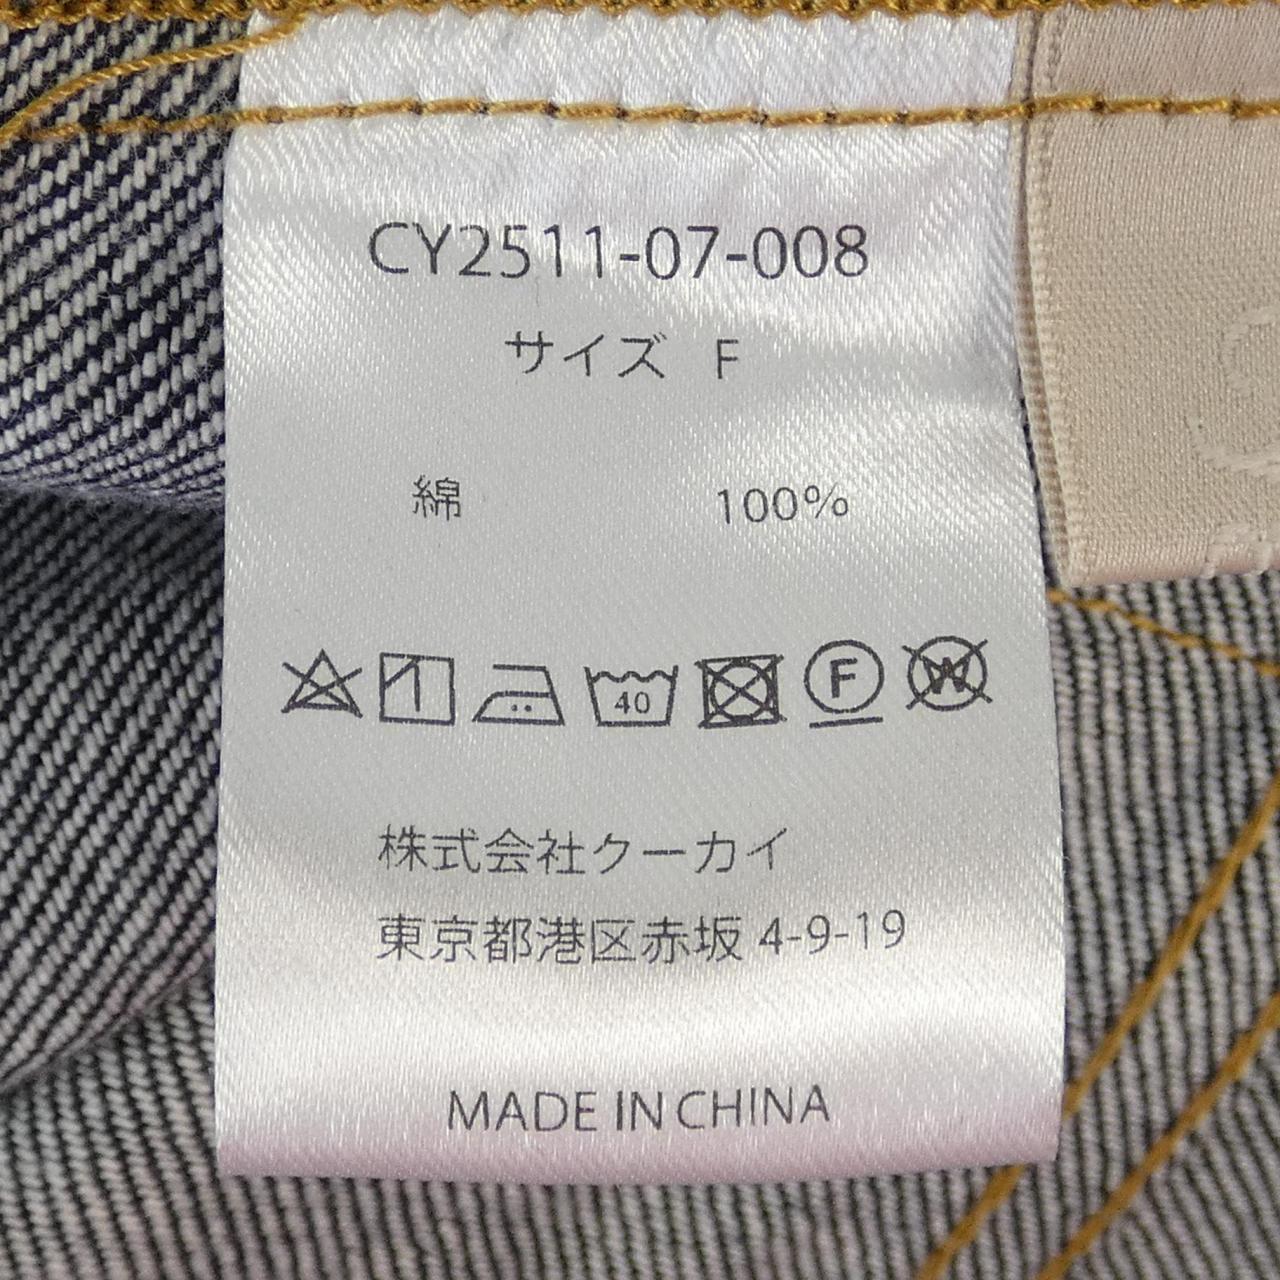 CY2511-07-008
サイズ F
綿 100%
40 F W
株式会社クーカイ
東京都港区赤坂 4-9-19
MADE IN CHINA